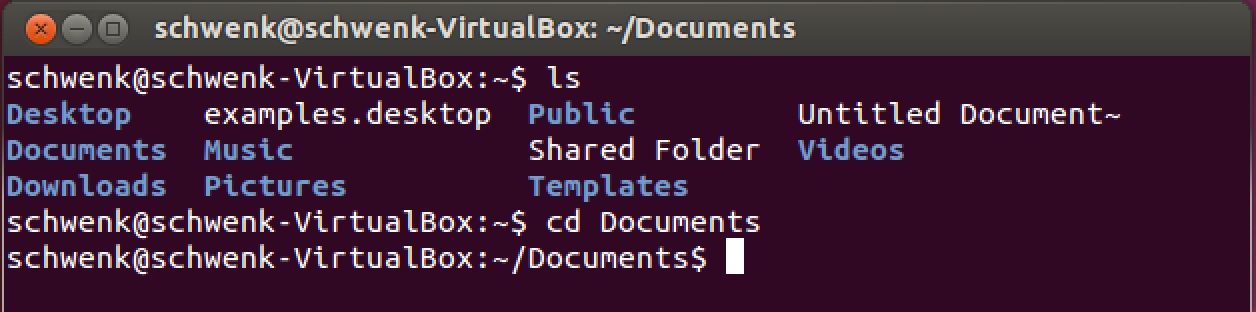 schwenk@schwenk-VirtualBox: ~/Documents
schwenk@schwenk-VirtualBox:~$ ls
Desktop    examples.desktop  Public         Untitled Document~
Documents  Music             Shared Folder  Videos
Downloads  Pictures          Templates
schwenk@schwenk-VirtualBox:~$ cd Documents
schwenk@schwenk-VirtualBox:~/Documents$